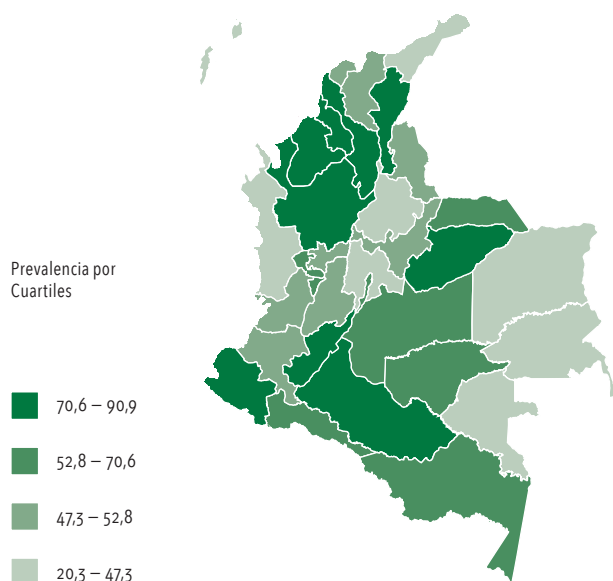 Prevalencia por
Cuartiles
70,6 – 90,9
52,8 – 70,6
47,3 – 52,8
20,3 – 47,3